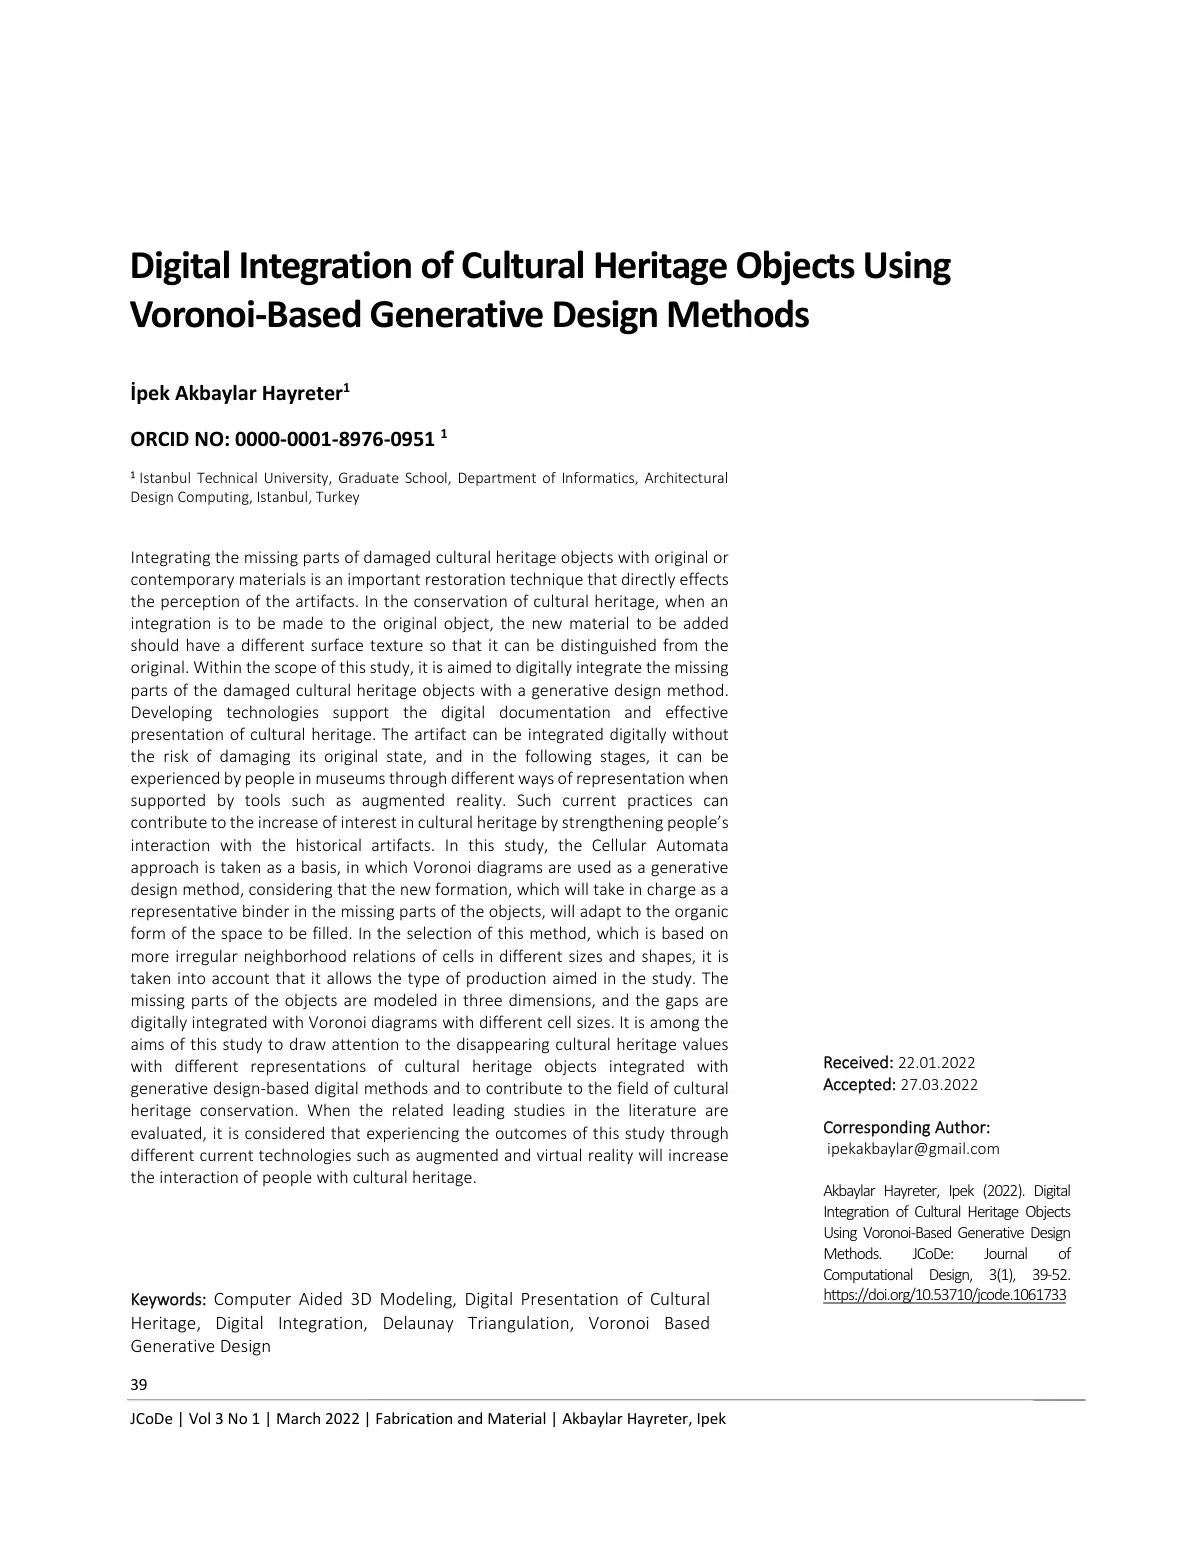 Digital Integration of Cultural Heritage Objects Using
Voronoi-Based Generative Design Methods
İpek Akbaylar Hayreter¹
ORCID NO: 0000-0001-8976-0951 ¹
¹ Istanbul Technical University, Graduate School, Department of Informatics, Architectural
Design Computing, Istanbul, Turkey
Integrating the missing parts of damaged cultural heritage objects with original or
contemporary materials is an important restoration technique that directly effects
the perception of the artifacts. In the conservation of cultural heritage, when an
integration is to be made to the original object, the new material to be added
should have a different surface texture so that it can be distinguished from the
original. Within the scope of this study, it is aimed to digitally integrate the missing
parts of the damaged cultural heritage objects with a generative design method.
Developing technologies support the digital documentation and effective
presentation of cultural heritage. The artifact can be integrated digitally without
the risk of damaging its original state, and in the following stages, it can be
experienced by people in museums through different ways of representation when
supported by tools such as augmented reality. Such current practices can
contribute to the increase of interest in cultural heritage by strengthening people’s
interaction with the historical artifacts. In this study, the Cellular Automata
approach is taken as a basis, in which Voronoi diagrams are used as a generative
design method, considering that the new formation, which will take in charge as a
representative binder in the missing parts of the objects, will adapt to the organic
form of the space to be filled. In the selection of this method, which is based on
more irregular neighborhood relations of cells in different sizes and shapes, it is
taken into account that it allows the type of production aimed in the study. The
missing parts of the objects are modeled in three dimensions, and the gaps are
digitally integrated with Voronoi diagrams with different cell sizes. It is among the
aims of this study to draw attention to the disappearing cultural heritage values
with different representations of cultural heritage objects integrated with
generative design-based digital methods and to contribute to the field of cultural
heritage conservation. When the related leading studies in the literature are
evaluated, it is considered that experiencing the outcomes of this study through
different current technologies such as augmented and virtual reality will increase
the interaction of people with cultural heritage.
Received: 22.01.2022
Accepted: 27.03.2022
Corresponding Author:
ipekakbaylar@gmail.com
Akbaylar Hayreter, Ipek (2022). Digital
Integration of Cultural Heritage Objects
Using Voronoi-Based Generative Design
Methods. JCoDe: Journal of
Computational Design, 3(1), 39-52.
https://doi.org/10.53710/jcode.1061733
Keywords: Computer Aided 3D Modeling, Digital Presentation of Cultural
Heritage, Digital Integration, Delaunay Triangulation, Voronoi Based
Generative Design
39
JCoDe | Vol 3 No 1 | March 2022 | Fabrication and Material | Akbaylar Hayreter, Ipek